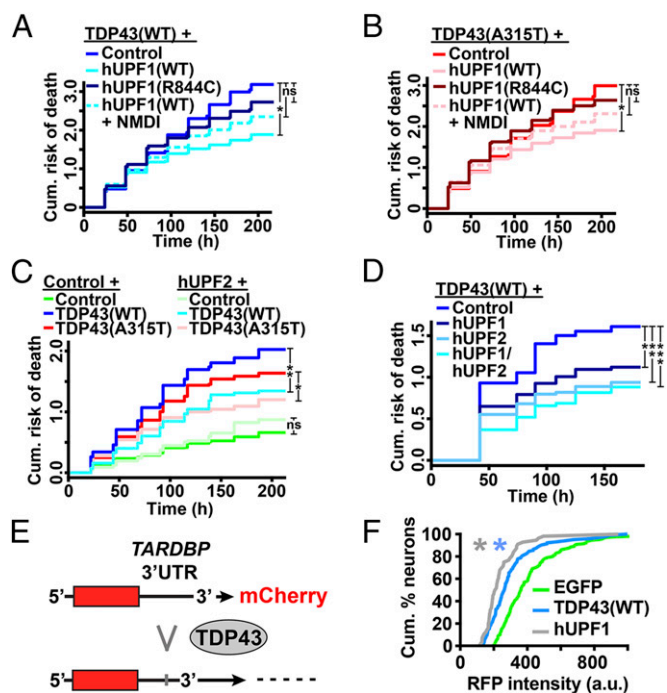 A
TDP43(WT) +
Control
hUPF1(WT)
hUPF1(R844C)
hUPF1(WT)
+ NMDI
Cum. risk of death
3.0
2.0
1.0
0
0 50 100 150 200
Time (h)
ns
*
B
TDP43(A315T) +
Control
hUPF1(WT)
hUPF1(R844C)
hUPF1(WT)
+ NMDI
Cum. risk of death
3.0
2.0
1.0
0
0 50 100 150 200
Time (h)
ns
*
C
Control +
Control
TDP43(WT)
TDP43(A315T)
hUPF2 +
Control
TDP43(WT)
TDP43(A315T)
Cum. risk of death
2.0
1.0
0
0 50 100 150 200
Time (h)
**
*
ns
D
TDP43(WT) +
Control
hUPF1
hUPF2
hUPF1/
hUPF2
Cum. risk of death
1.5
1.0
0.5
0
0 50 100 150
Time (h)
E
TARDBP
3'UTR
5' 3' mCherry
TDP43
5' 3'
F
Cum. % neurons
100
80
60
40
20
0
* *
EGFP
TDP43(WT)
hUPF1
0 400 800
RFP intensity (a.u.)